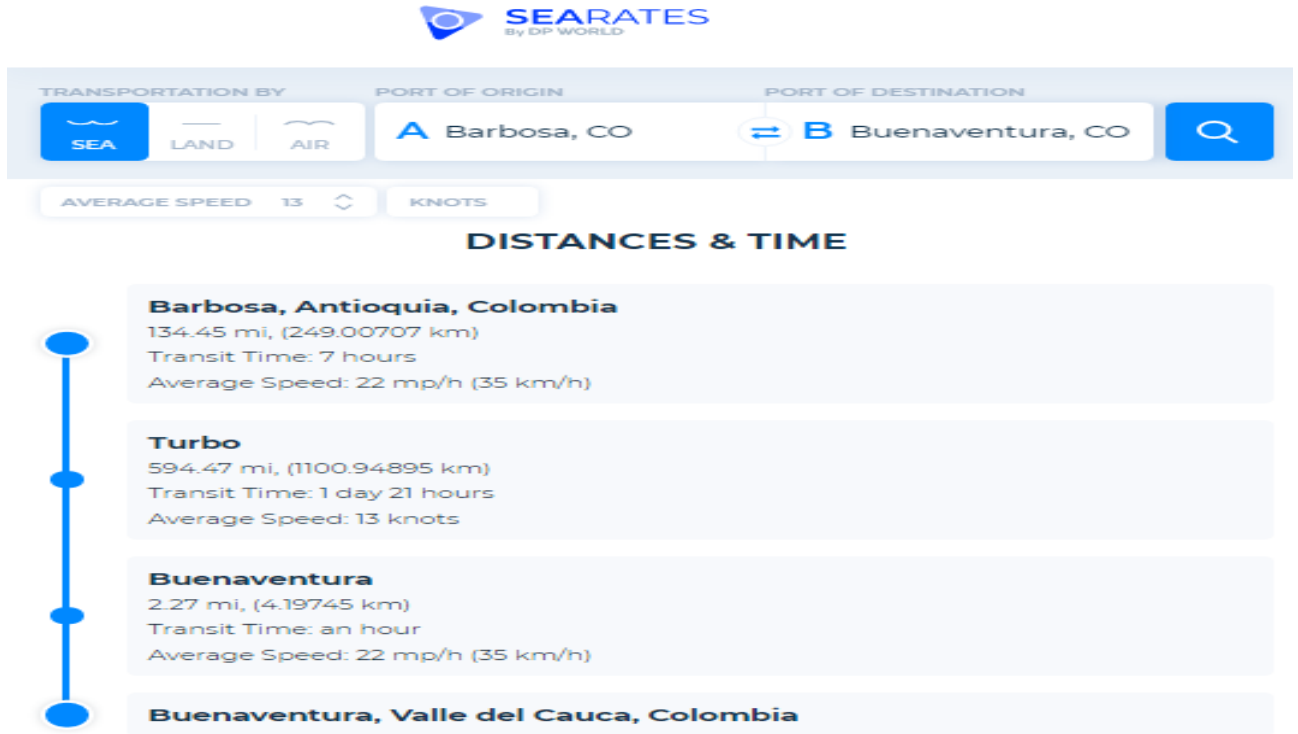 SEARATES
By DP WORLD
TRANSPORTATION BY
PORT OF ORIGIN
PORT OF DESTINATION
SEA
LAND
AIR
A Barbosa, CO
B Buenaventura, CO
AVERAGE SPEED 13
KNOTS
DISTANCES & TIME
Barbosa, Antioquia, Colombia
134.45 mi, (249.00707 km)
Transit Time: 7 hours
Average Speed: 22 mp/h (35 km/h)
Turbo
594.47 mi, (1100.94895 km)
Transit Time: 1 day 21 hours
Average Speed: 13 knots
Buenaventura
2.27 mi, (4.19745 km)
Transit Time: an hour
Average Speed: 22 mp/h (35 km/h)
Buenaventura, Valle del Cauca, Colombia